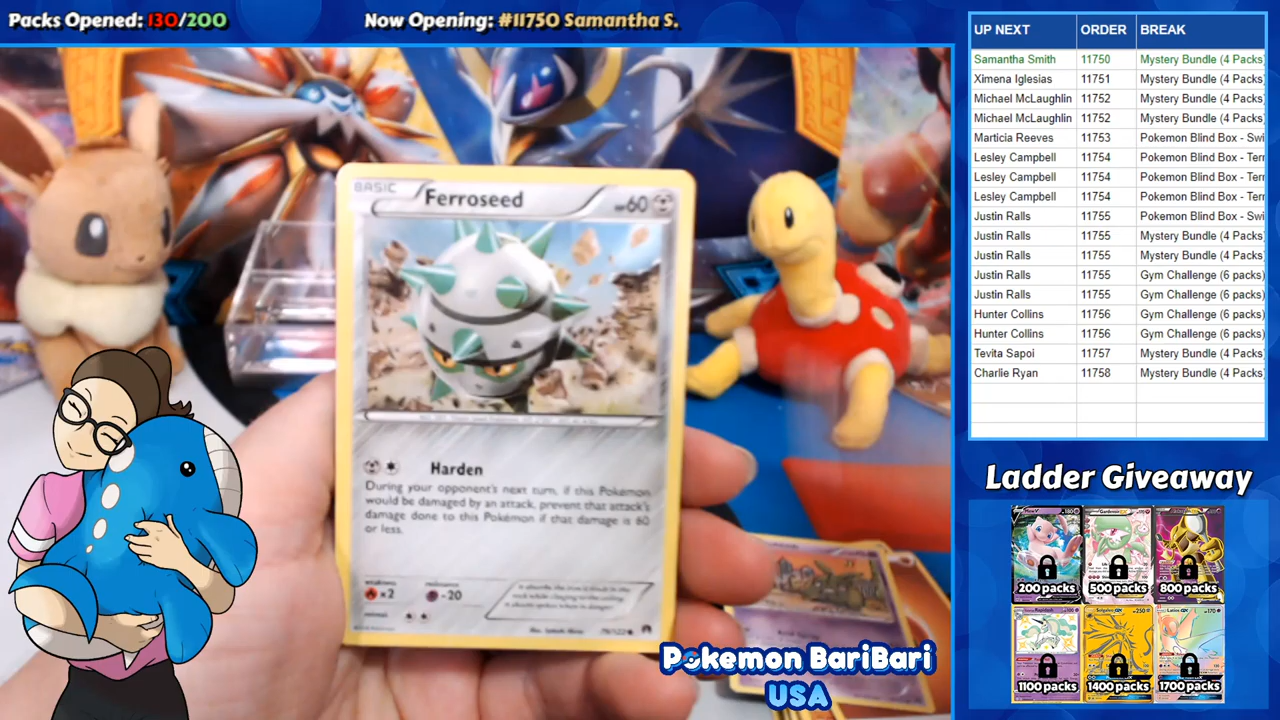 Packs Opened: 130/200
Now Opening: #11750 Samantha S.
UP NEXT ORDER BREAK
Samantha Smith 11750 Mystery Bundle (4 Packs)
Ximena Iglesias 11751 Mystery Bundle (4 Packs)
Michael McLaughlin 11752 Mystery Bundle (4 Packs)
Michael McLaughlin 11752 Mystery Bundle (4 Packs)
Marticia Reeves 11753 Pokemon Blind Box - Swi
Lesley Campbell 11754 Pokemon Blind Box - Terr
Lesley Campbell 11754 Pokemon Blind Box - Terr
Lesley Campbell 11754 Pokemon Blind Box - Terr
Justin Ralls 11755 Pokemon Blind Box - Swi
Justin Ralls 11755 Mystery Bundle (4 Packs)
Justin Ralls 11755 Mystery Bundle (4 Packs)
Justin Ralls 11755 Gym Challenge (6 packs)
Justin Ralls 11755 Gym Challenge (6 packs)
Hunter Collins 11756 Gym Challenge (6 packs)
Hunter Collins 11756 Gym Challenge (6 packs)
Tevita Sapoi 11757 Mystery Bundle (4 Packs)
Charlie Ryan 11758 Mystery Bundle (4 Packs)
BASIC Ferroseed HP60
Harden
During your opponent's next turn, if this Pokémon
would be damaged by an attack, prevent that attack's
damage done to this Pokémon if that damage is 60
or less.
weakness resistance
×2 -20
Ladder Giveaway
200 packs 500 packs 800 packs
1100 packs 1400 packs 1700 packs
Pokemon BariBari
USA